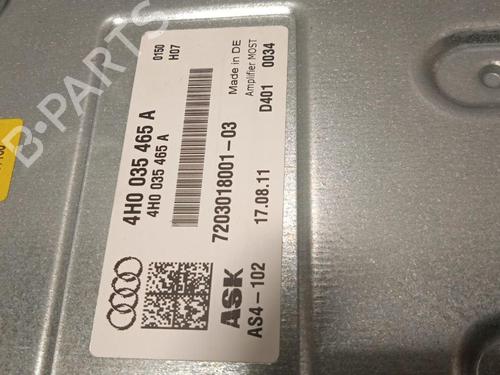 0150
H07
4H0 035 465 A
4H0 035 465 A
7203018001-03
17.08.11
Made in DE
Amplifier MOST
D401 0034
ASK
AS4-102
B-PARTS